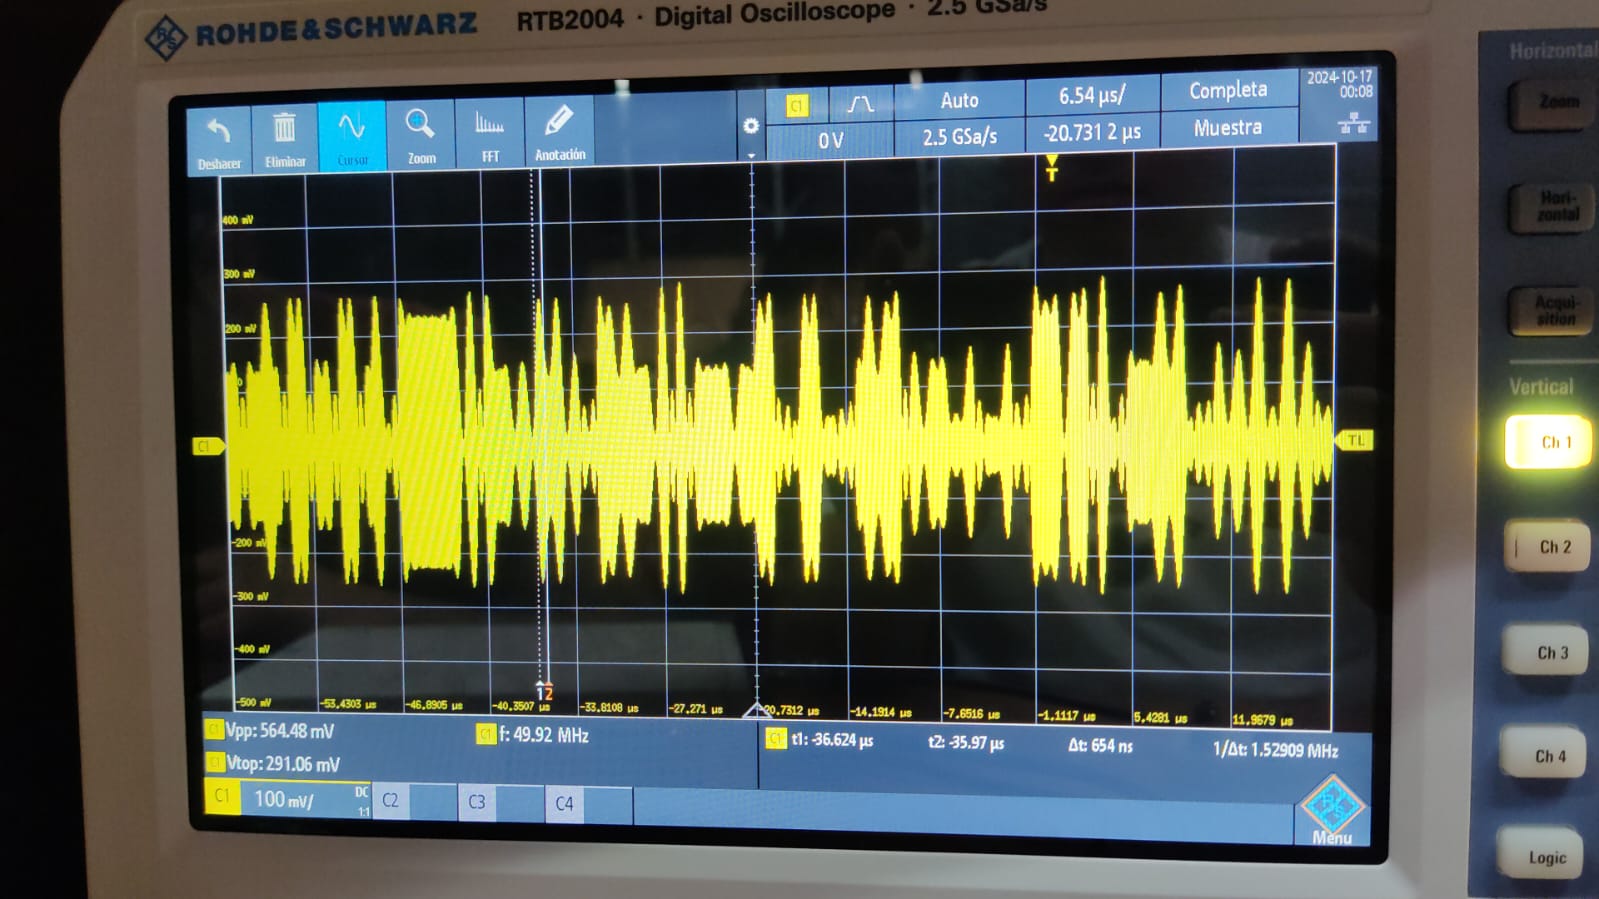 ROHDE & SCHWARZ RTB2004 · Digital Oscilloscope · 2.5 GSa/s
Deshacer Eliminar Cursor Zoom FFT Anotación
C1 Auto 6.54 µs/ Completa 2024-10-17
00:08
0 V 2.5 GSa/s -20.731 2 µs Muestra
T
400 mV
300 mV
200 mV
C1
TL
-200 mV
-300 mV
-400 mV
-500 mV
1 2
-53,4303 µs -46,8905 µs -40,3507 µs -33,8108 µs -27,271 µs -20,7312 µs -14,1914 µs -7,6516 µs -1,1117 µs 5,4281 µs 11,9679 µs
C1 Vpp: 564.48 mV C1 f: 49.92 MHz C1 t1: -36.624 µs t2: -35.97 µs Δt: 654 ns 1/Δt: 1.52909 MHz
C1 Vtop: 291.06 mV
C1 100 mV/ DC
1:1
C2 C3 C4
Menu
Horizontal
Zoom
Hori-
zontal
Acqui-
sition
Vertical
Ch 1
Ch 2
Ch 3
Ch 4
Logic